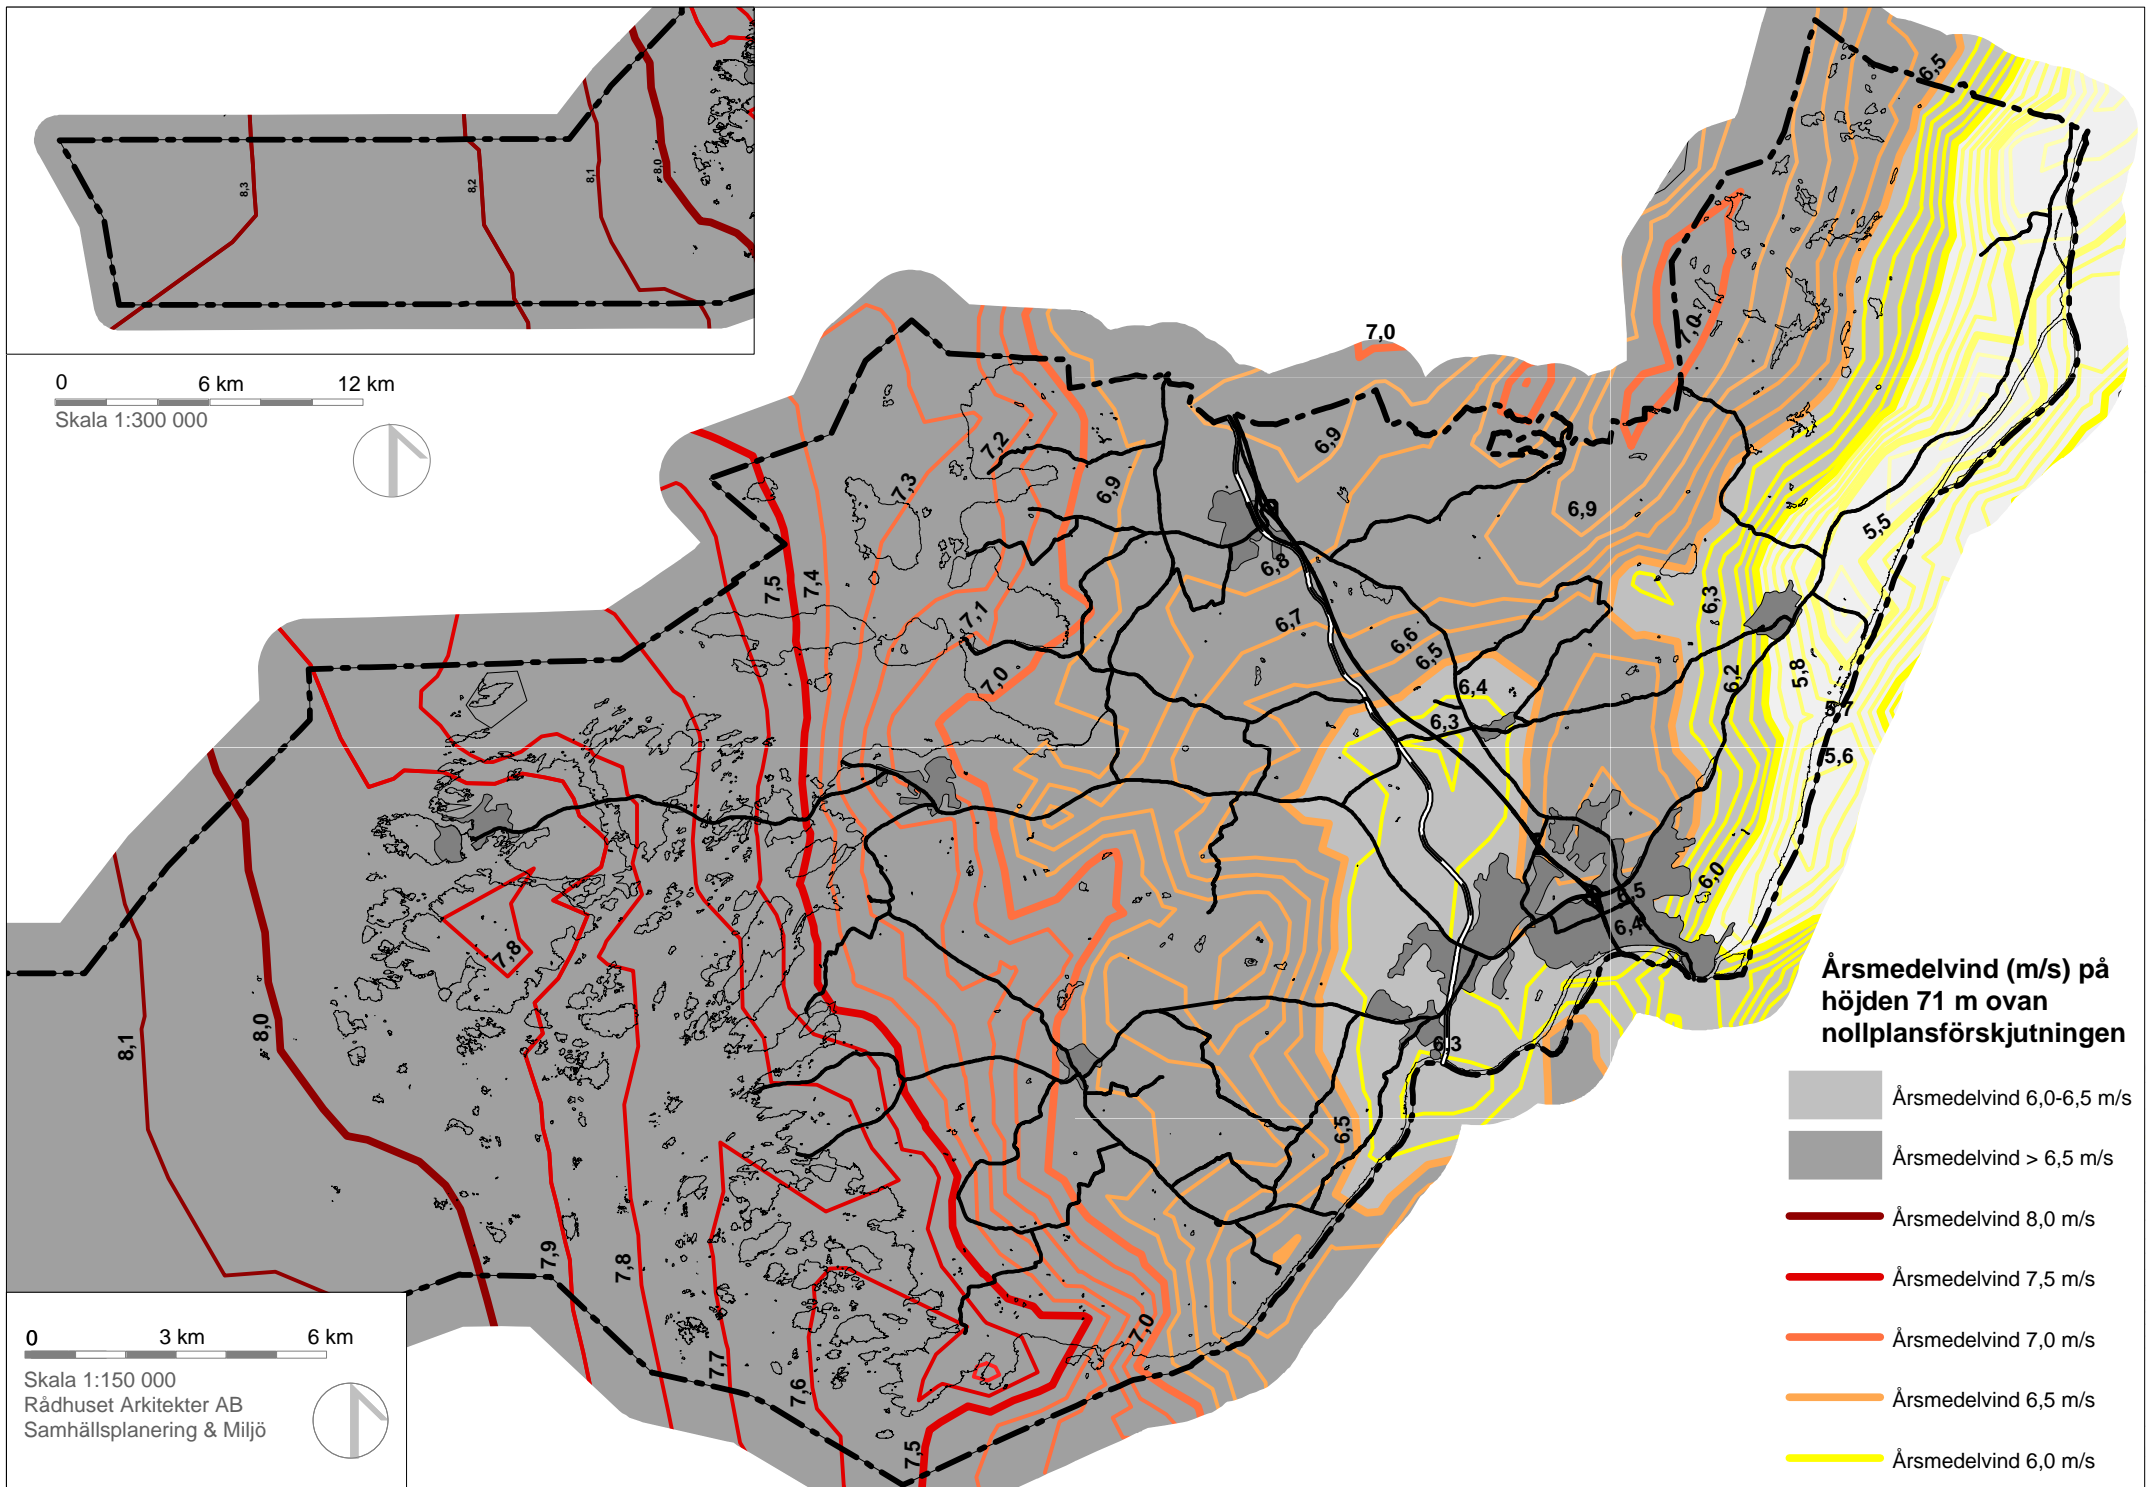 8,3
8,2
8,1
8,0
0 6 km 12 km
Skala 1:300 000
6,5
7,0
7,0
7,2
7,3
6,9
6,9
6,9
5,5
7,5
7,4
6,8
7,1
6,7
6,6
6,5
6,3
7,0
6,4
6,3
6,2
5,8
5,7
5,6
6,0
6,5
6,4
7,8
8,1
8,0
6,3
6,5
7,9
7,8
7,7
7,6
7,5
7,0
Årsmedelvind (m/s) på
höjden 71 m ovan
nollplansförskjutningen
Årsmedelvind 6,0-6,5 m/s
Årsmedelvind > 6,5 m/s
Årsmedelvind 8,0 m/s
Årsmedelvind 7,5 m/s
Årsmedelvind 7,0 m/s
Årsmedelvind 6,5 m/s
Årsmedelvind 6,0 m/s
0 3 km 6 km
Skala 1:150 000
Rådhuset Arkitekter AB
Samhällsplanering & Miljö